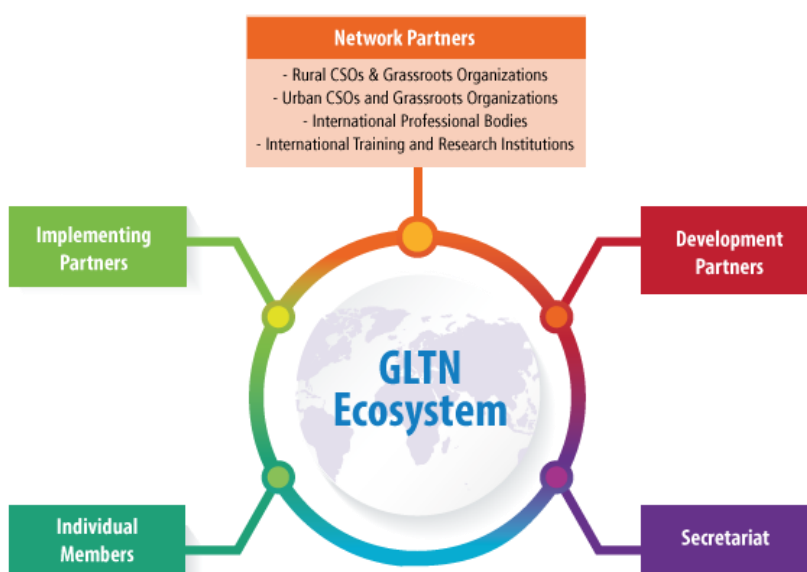 Network Partners
- Rural CSOs & Grassroots Organizations
- Urban CSOs and Grassroots Organizations
- International Professional Bodies
- International Training and Research Institutions
Implementing
Partners
Development
Partners
GLTN
Ecosystem
Individual
Members
Secretariat